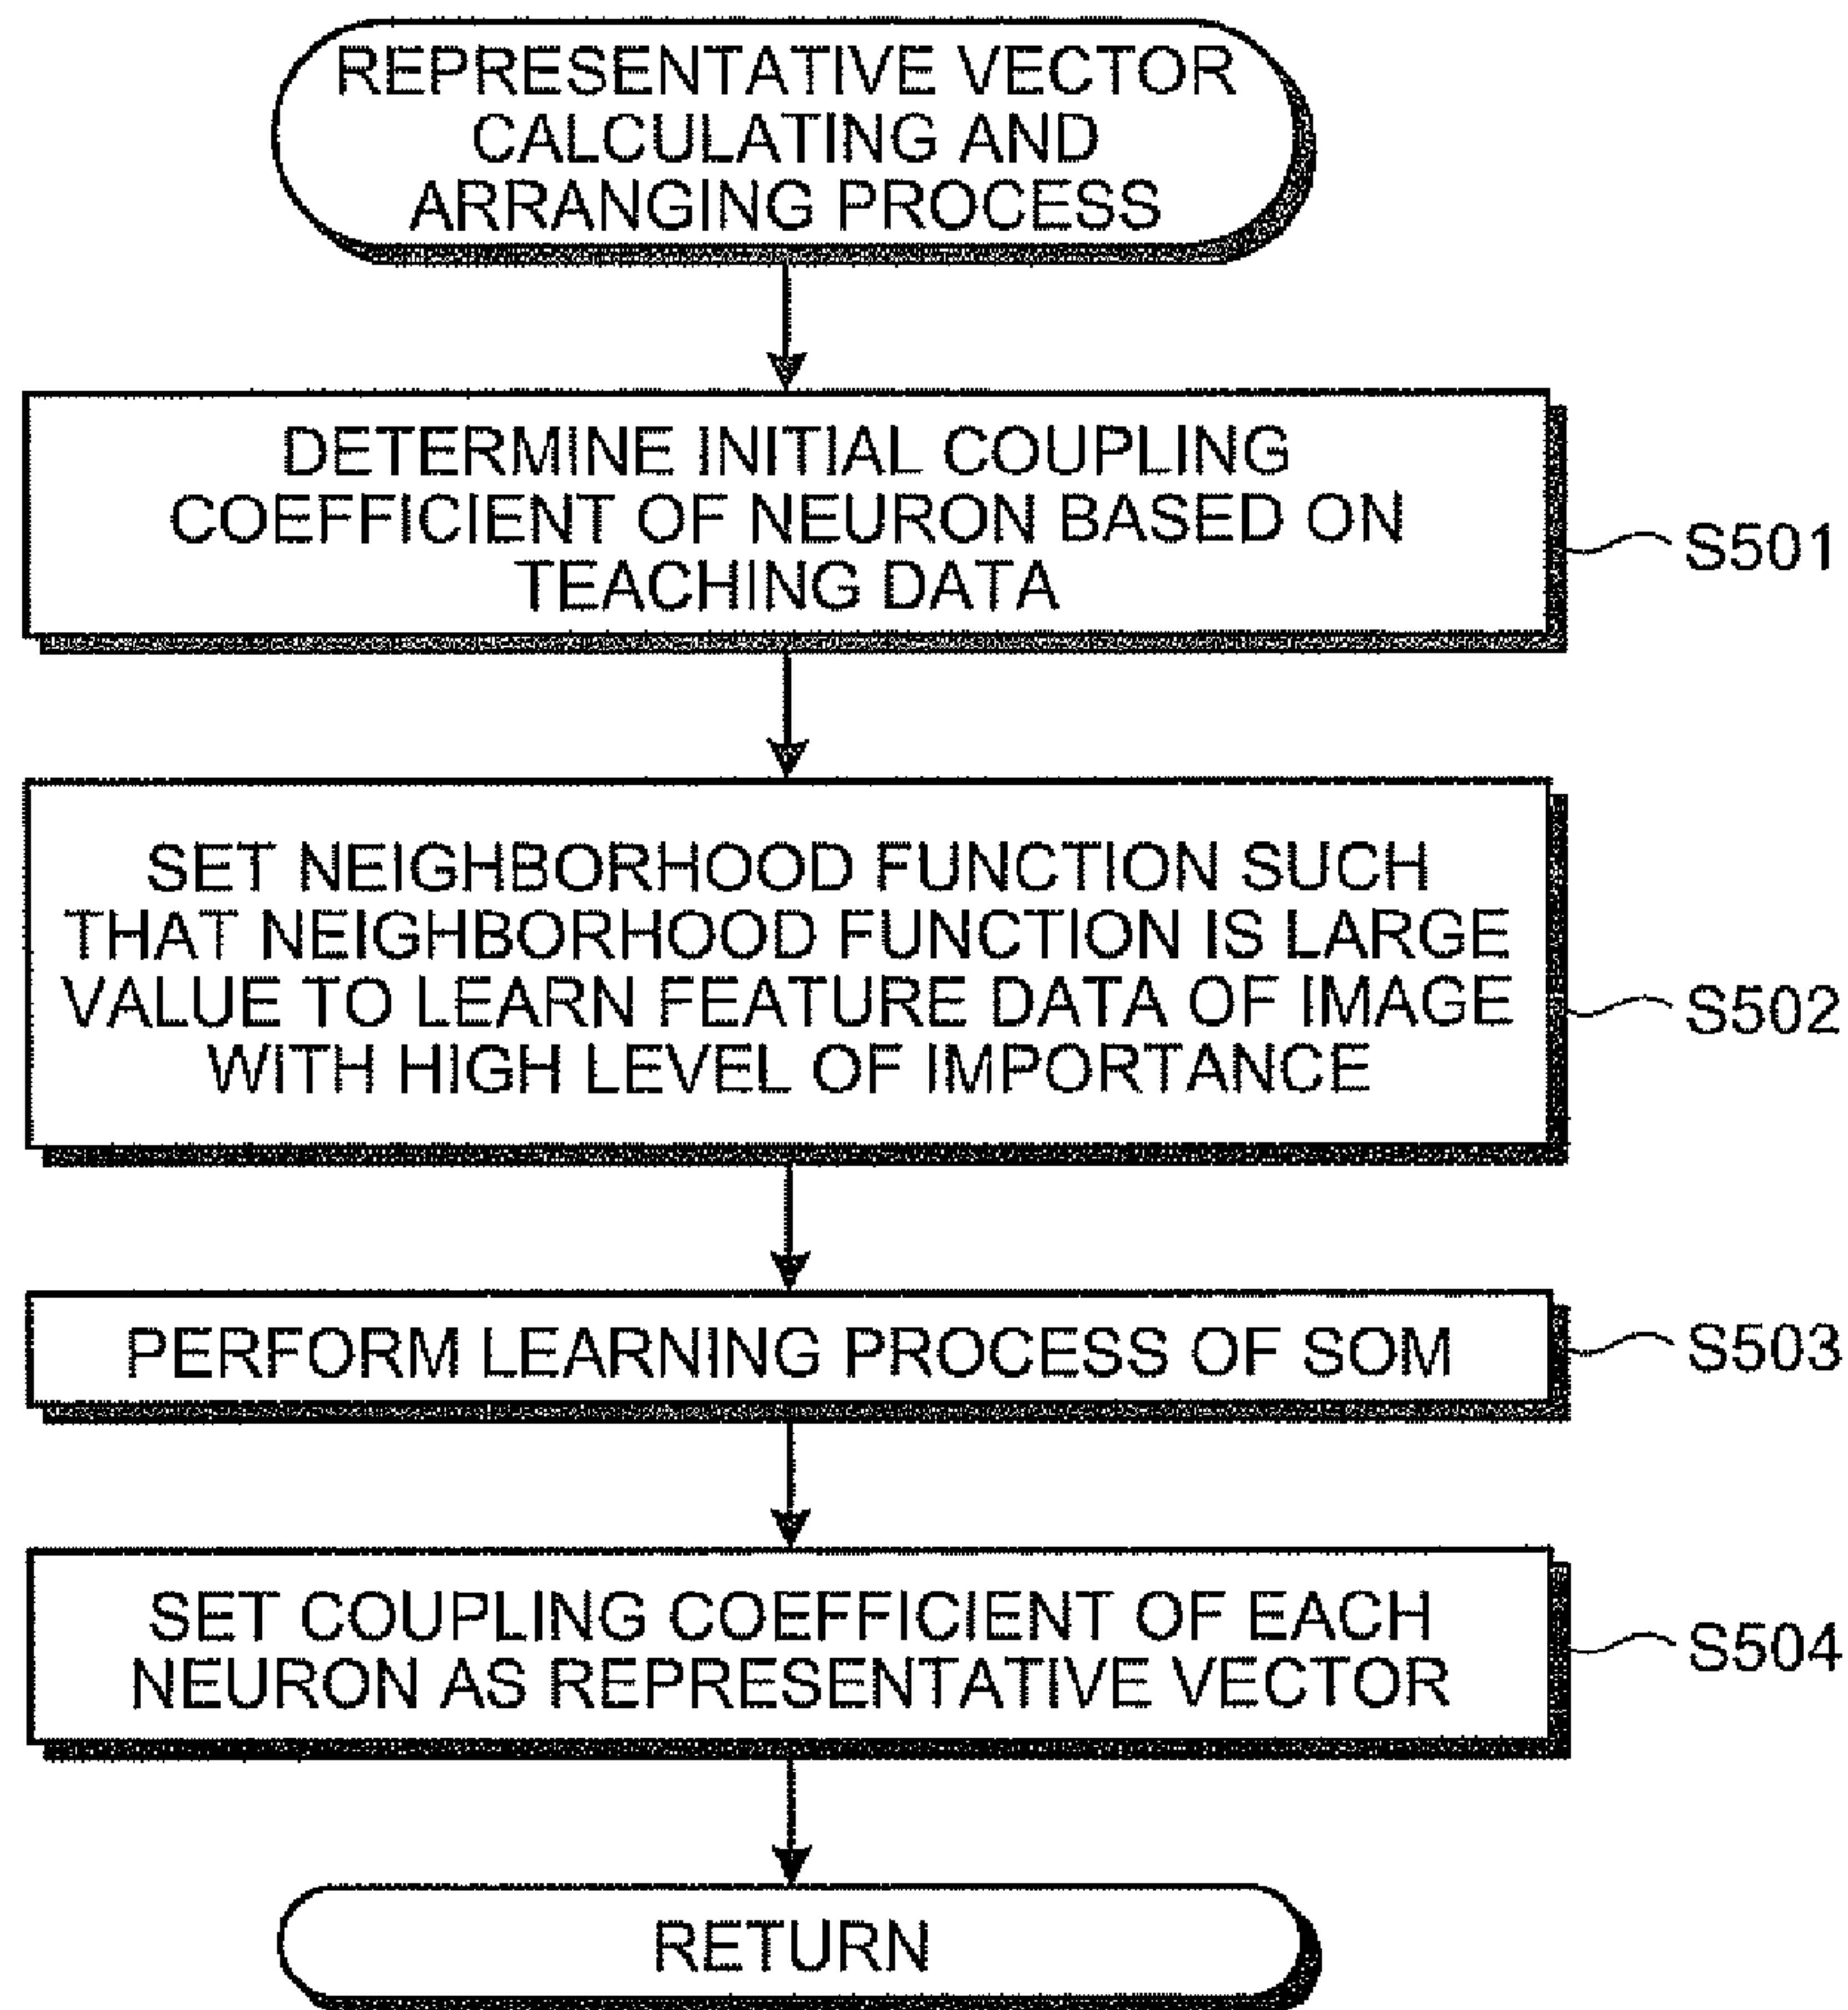 REPRESENTATIVE VECTOR
CALCULATING AND
ARRANGING PROCESS
DETERMINE INITIAL COUPLING
COEFFICIENT OF NEURON BASED ON
TEACHING DATA
S501
SET NEIGHBORHOOD FUNCTION SUCH
THAT NEIGHBORHOOD FUNCTION IS LARGE
VALUE TO LEARN FEATURE DATA OF IMAGE
WITH HIGH LEVEL OF IMPORTANCE
S502
PERFORM LEARNING PROCESS OF SOM
S503
SET COUPLING COEFFICIENT OF EACH
NEURON AS REPRESENTATIVE VECTOR
S504
RETURN